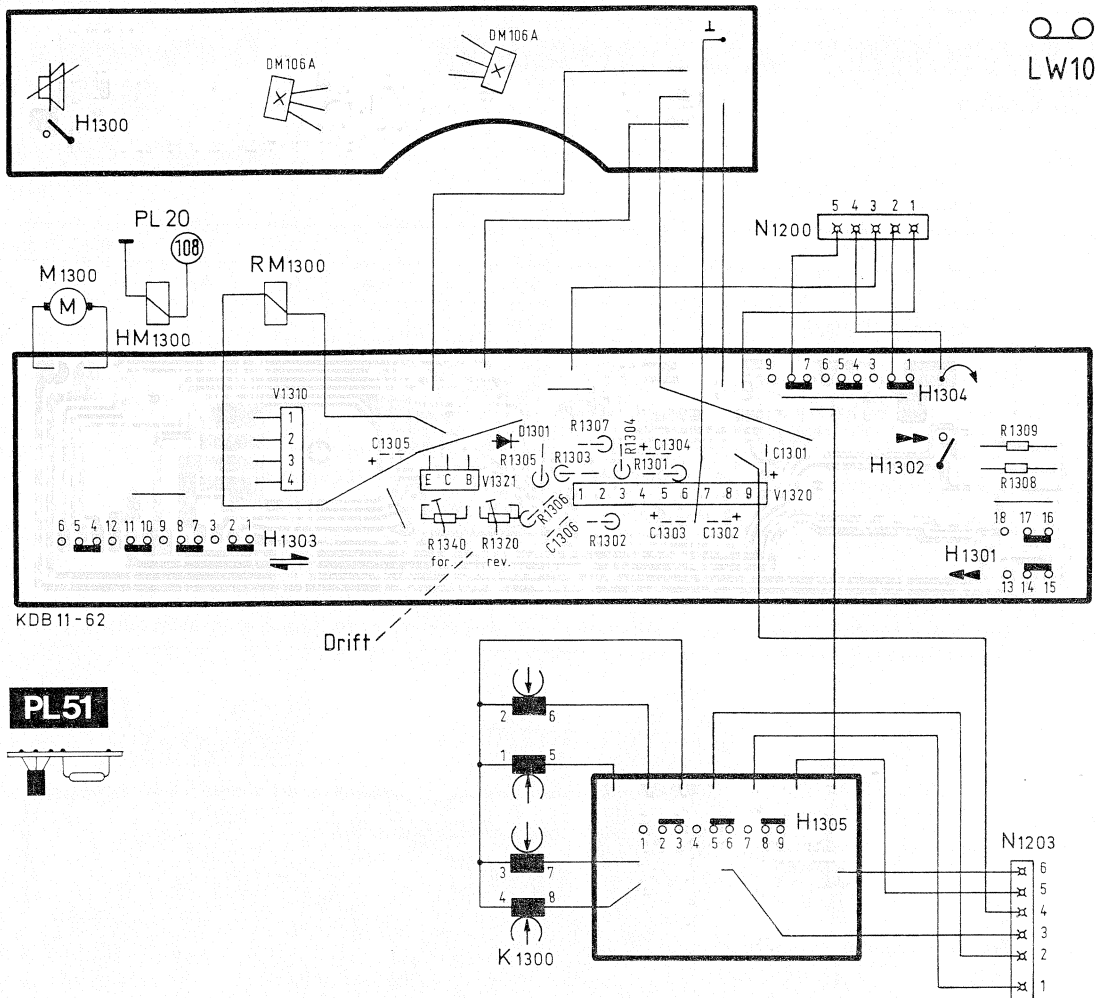 DM106A
DM106A
⊥
LW10
H1300
5 4 3 2 1
N1200
PL 20
108
M1300
M
RM1300
HM1300
9 7 6 5 4 3 1
H1304
V1310
1
2
3
4
C1305
+
D1301
R1307
R1304
C1304
+
R1305
R1303
R1301
C1301
+
R1309
H1302
R1308
E C B
V1321
1 2 3 4 5 6 7 8 9
V1320
R1306
C1306
R1340
for.
R1320
rev.
R1302
+
C1303
+
C1302
6 5 4 12 11 10 9 8 7 3 2 1
H1303
18 17 16
H1301
13 14 15
KDB 11-62
Drift
PL51
2 6
1 5
3 7
4 8
K1300
H1305
1 2 3 4 5 6 7 8 9
N1203
6
5
4
3
2
1